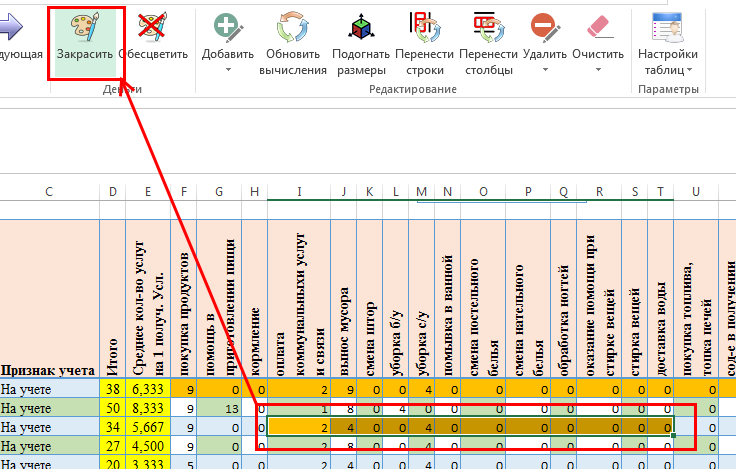 дующая
Закрасить
Обесцветить
Добавить
Обновить
вычисления
Подогнать
размеры
Перенести
строки
Перенести
столбцы
Удалить
Очистить
Настройки
таблиц
Деньги
Редактирование
Параметры
C D E F G H I J K L M N O P Q R S T U
Признак учета
Итого
Среднее кол-во услуг
на 1 получ. Усл.
покупка продуктов
помощь в
приготовлении пищи
кормление
оплата
коммунальныхи услуг
и связи
вынос мусора
смена штор
уборка б/у
уборка с/у
помывка в ванной
смена постельного
белья
смена нательного
белья
обработка ногтей
оказание помощи при
стирке вещей
стирка вещей
доставка воды
покупка топлива,
топка печей
сод-е в получении
На учете 38 6,333 9 0 0 2 9 0 0 4 0 0 0 0 0 0 0 0
На учете 50 8,333 9 13 0 1 8 0 4 0 0 0 0 0 0 0 0 0
На учете 34 5,667 9 0 0 2 4 0 0 4 0 0 0 0 0 0 0 0
На учете 27 4,500 9 0 0 2 8 0 0 4 0 0 0 0 0 0 0 0
На учете 20 3,333 5 0 0 2 4 0 0 4 0 0 0 0 0 0 0 0